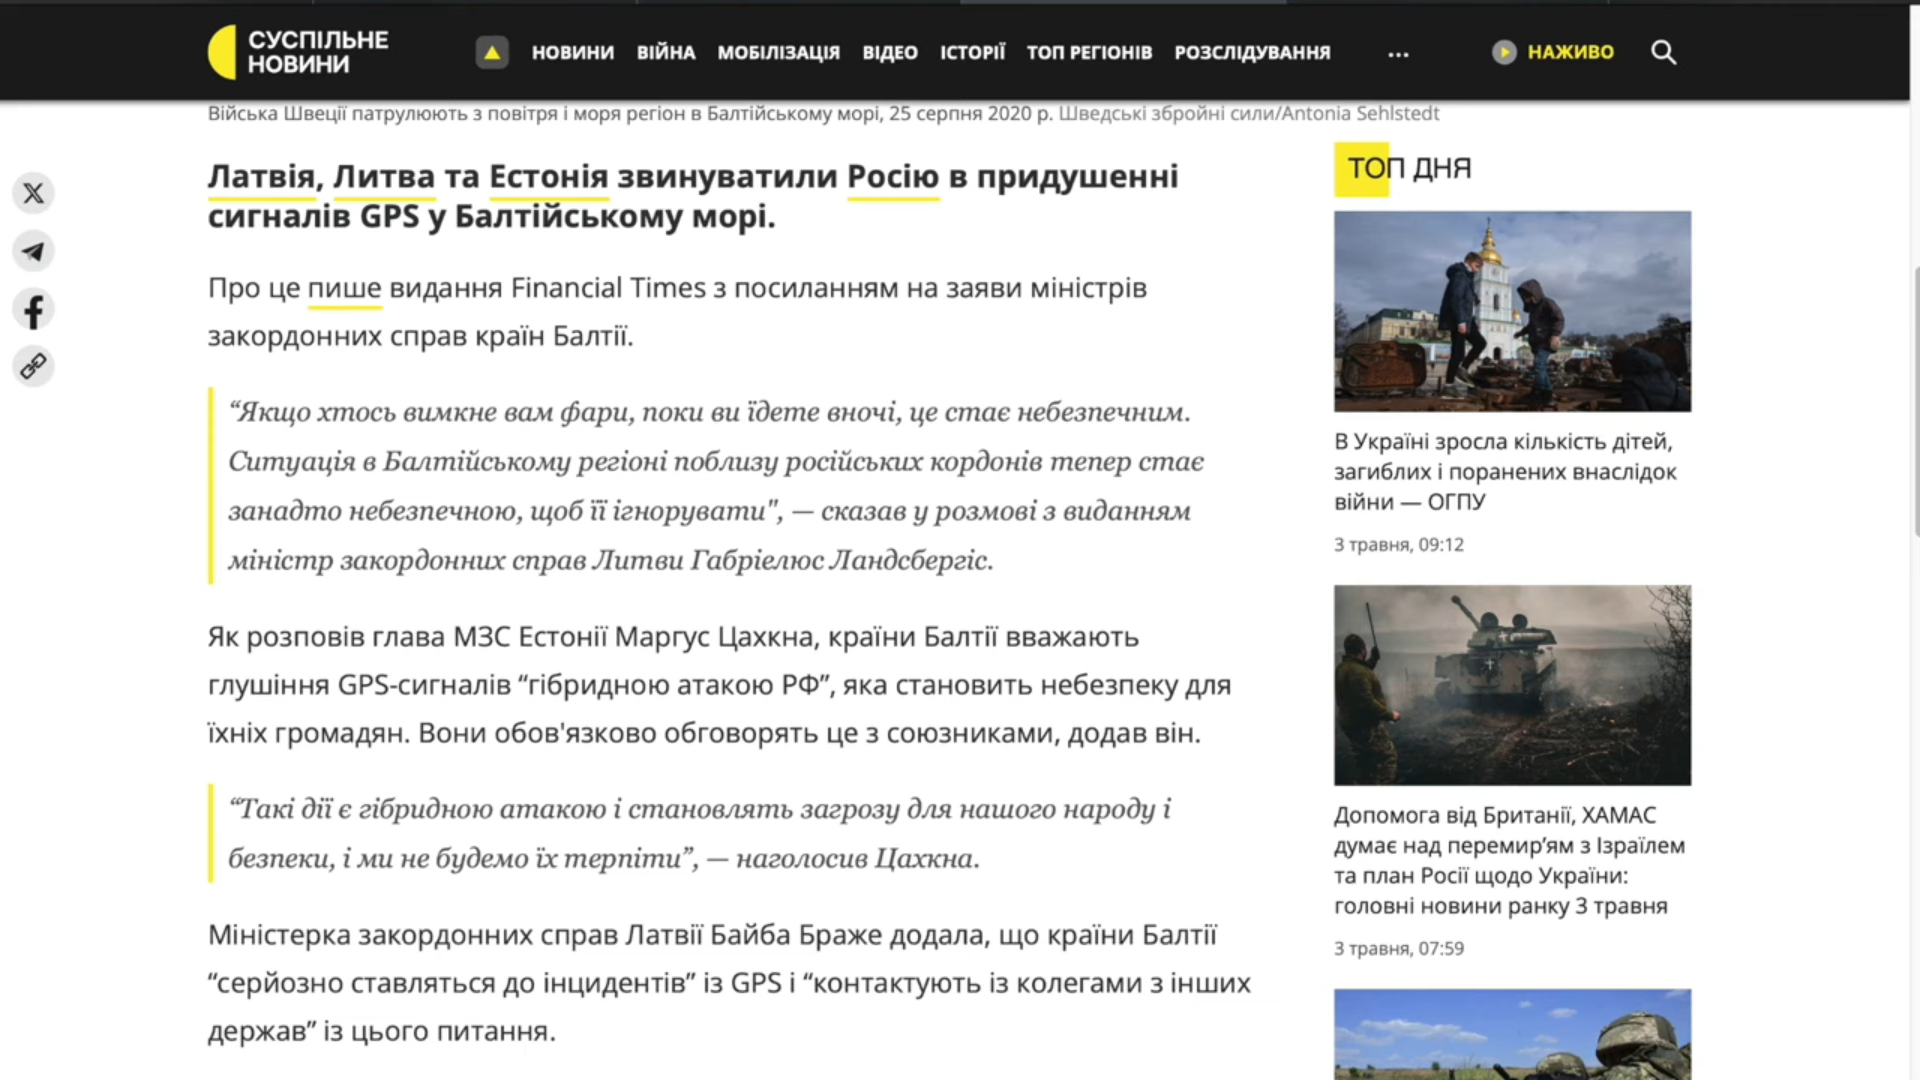 СУСПІЛЬНЕ
НОВИНИ
НОВИНИ ВІЙНА МОБІЛІЗАЦІЯ ВІДЕО ІСТОРІЇ ТОП РЕГІОНІВ РОЗСЛІДУВАННЯ ... НАЖИВО
Війська Швеції патрулюють з повітря і моря регіон в Балтійському морі, 25 серпня 2020 р. Шведські збройні сили/Antonia Sehlstedt
Латвія, Литва та Естонія звинуватили Росію в придушенні
сигналів GPS у Балтійському морі.
Про це пише видання Financial Times з посиланням на заяви міністрів
закордонних справ країн Балтії.
“Якщо хтось вимкне вам фари, поки ви їдете вночі, це стає небезпечним.
Ситуація в Балтійському регіоні поблизу російських кордонів тепер стає
занадто небезпечною, щоб її ігнорувати", — сказав у розмові з виданням
міністр закордонних справ Литви Габріелюс Ландсбергіс.
Як розповів глава МЗС Естонії Маргус Цахкна, країни Балтії вважають
глушіння GPS-сигналів “гібридною атакою РФ”, яка становить небезпеку для
їхніх громадян. Вони обов'язково обговорять це з союзниками, додав він.
“Такі дії є гібридною атакою і становлять загрозу для нашого народу і
безпеки, і ми не будемо їх терпіти”, — наголосив Цахкна.
Міністерка закордонних справ Латвії Байба Браже додала, що країни Балтії
“серйозно ставляться до інцидентів” із GPS і “контактують із колегами з інших
держав” із цього питання.
ТОП ДНЯ
В Україні зросла кількість дітей,
загиблих і поранених внаслідок
війни — ОГПУ
3 травня, 09:12
Допомога від Британії, ХАМАС
думає над перемир’ям з Ізраїлем
та план Росії щодо України:
головні новини ранку 3 травня
3 травня, 07:59